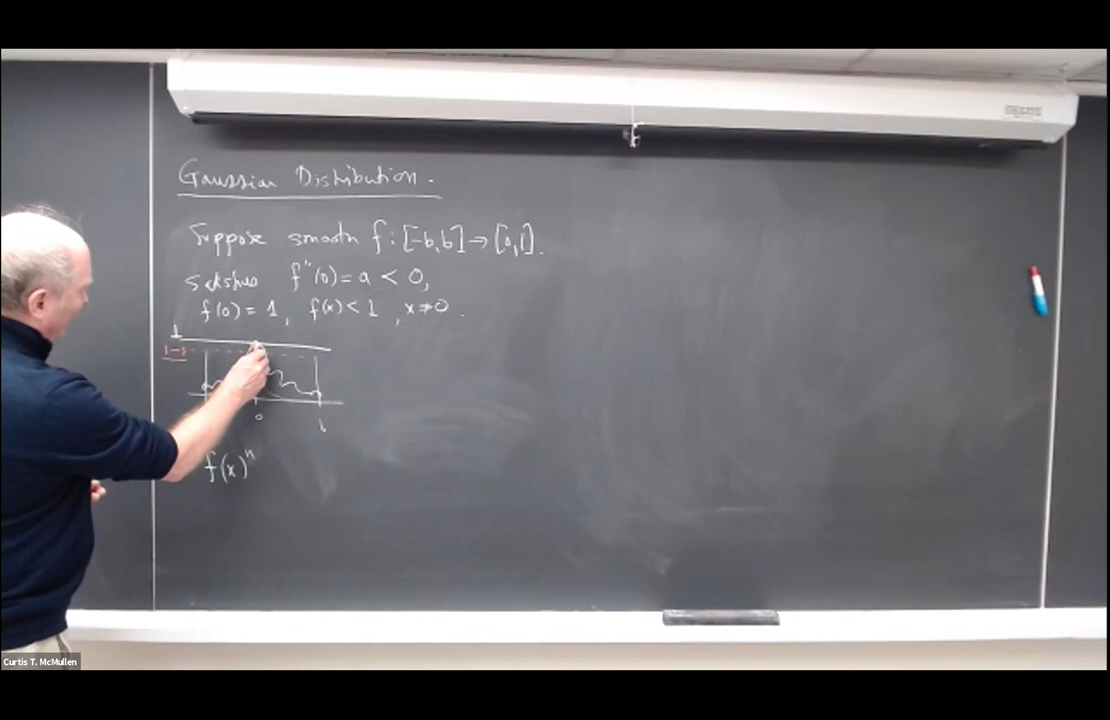 Gaussian Distribution.
Suppose smooth f: [-b,b] → [0,1].
satisfies f''(0) = a < 0,
f(0) = 1, f(x) < 1, x ≠ 0.
1
0
b
f(x)^n
Curtis T. McMullen